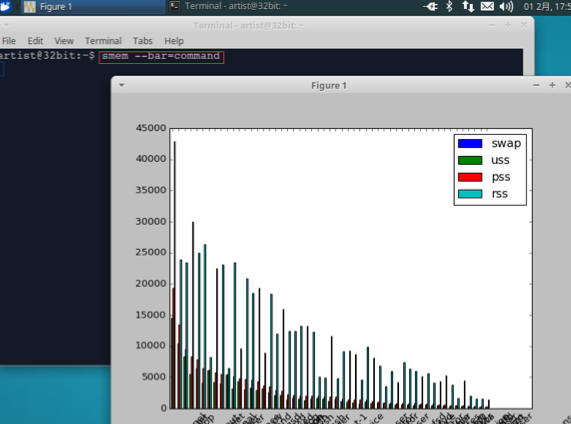 Figure 1
Terminal - artist@32bit: ~
01 2月, 17:5
Terminal - artist@32bit: ~
File Edit View Terminal Tabs Help
artist@32bit:~$ smem --bar=command
Figure 1
45000
40000
35000
30000
25000
20000
15000
10000
5000
0
swap
uss
pss
rss